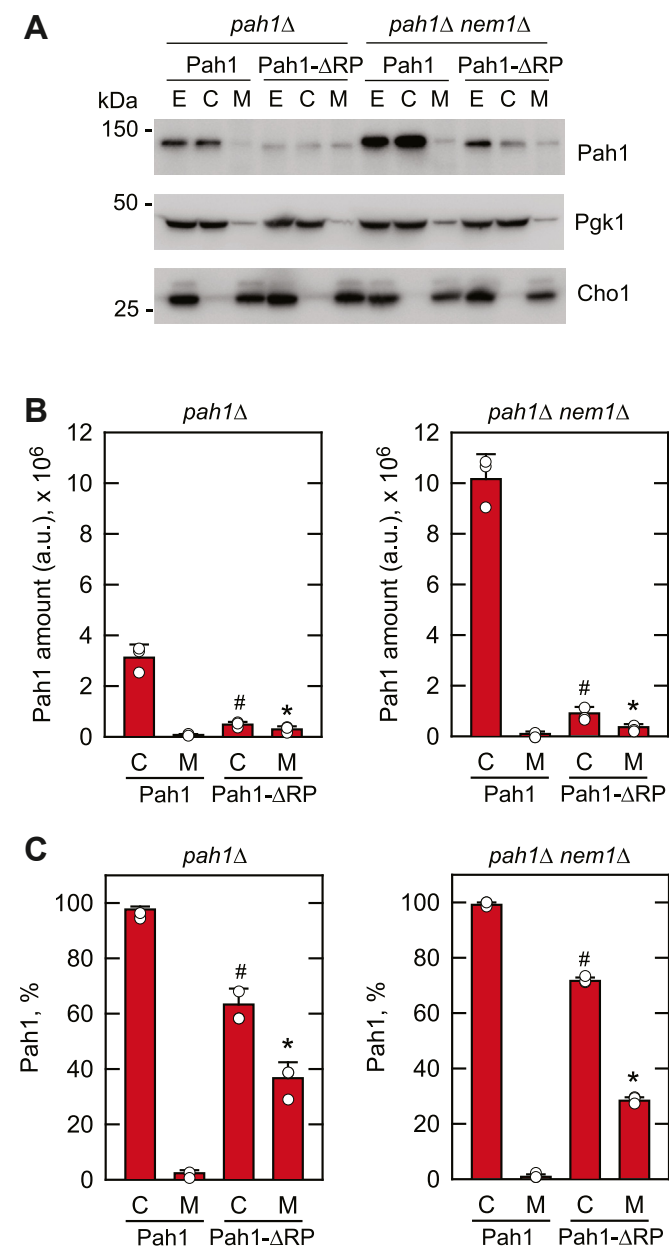 A
pah1Δ pah1Δ nem1Δ
Pah1 Pah1-ΔRP Pah1 Pah1-ΔRP
kDa E C M E C M E C M E C M
150 - Pah1
50 - Pgk1
25 - Cho1
B
pah1Δ
Pah1 amount (a.u.), x 10⁶
12
10
8
6
4
2
0
# *
C M C M
Pah1 Pah1-ΔRP
pah1Δ nem1Δ
Pah1 amount (a.u.), x 10⁶
12
10
8
6
4
2
0
# *
C M C M
Pah1 Pah1-ΔRP
C
pah1Δ
Pah1, %
100
80
60
40
20
0
# *
C M C M
Pah1 Pah1-ΔRP
pah1Δ nem1Δ
Pah1, %
100
80
60
40
20
0
# *
C M C M
Pah1 Pah1-ΔRP